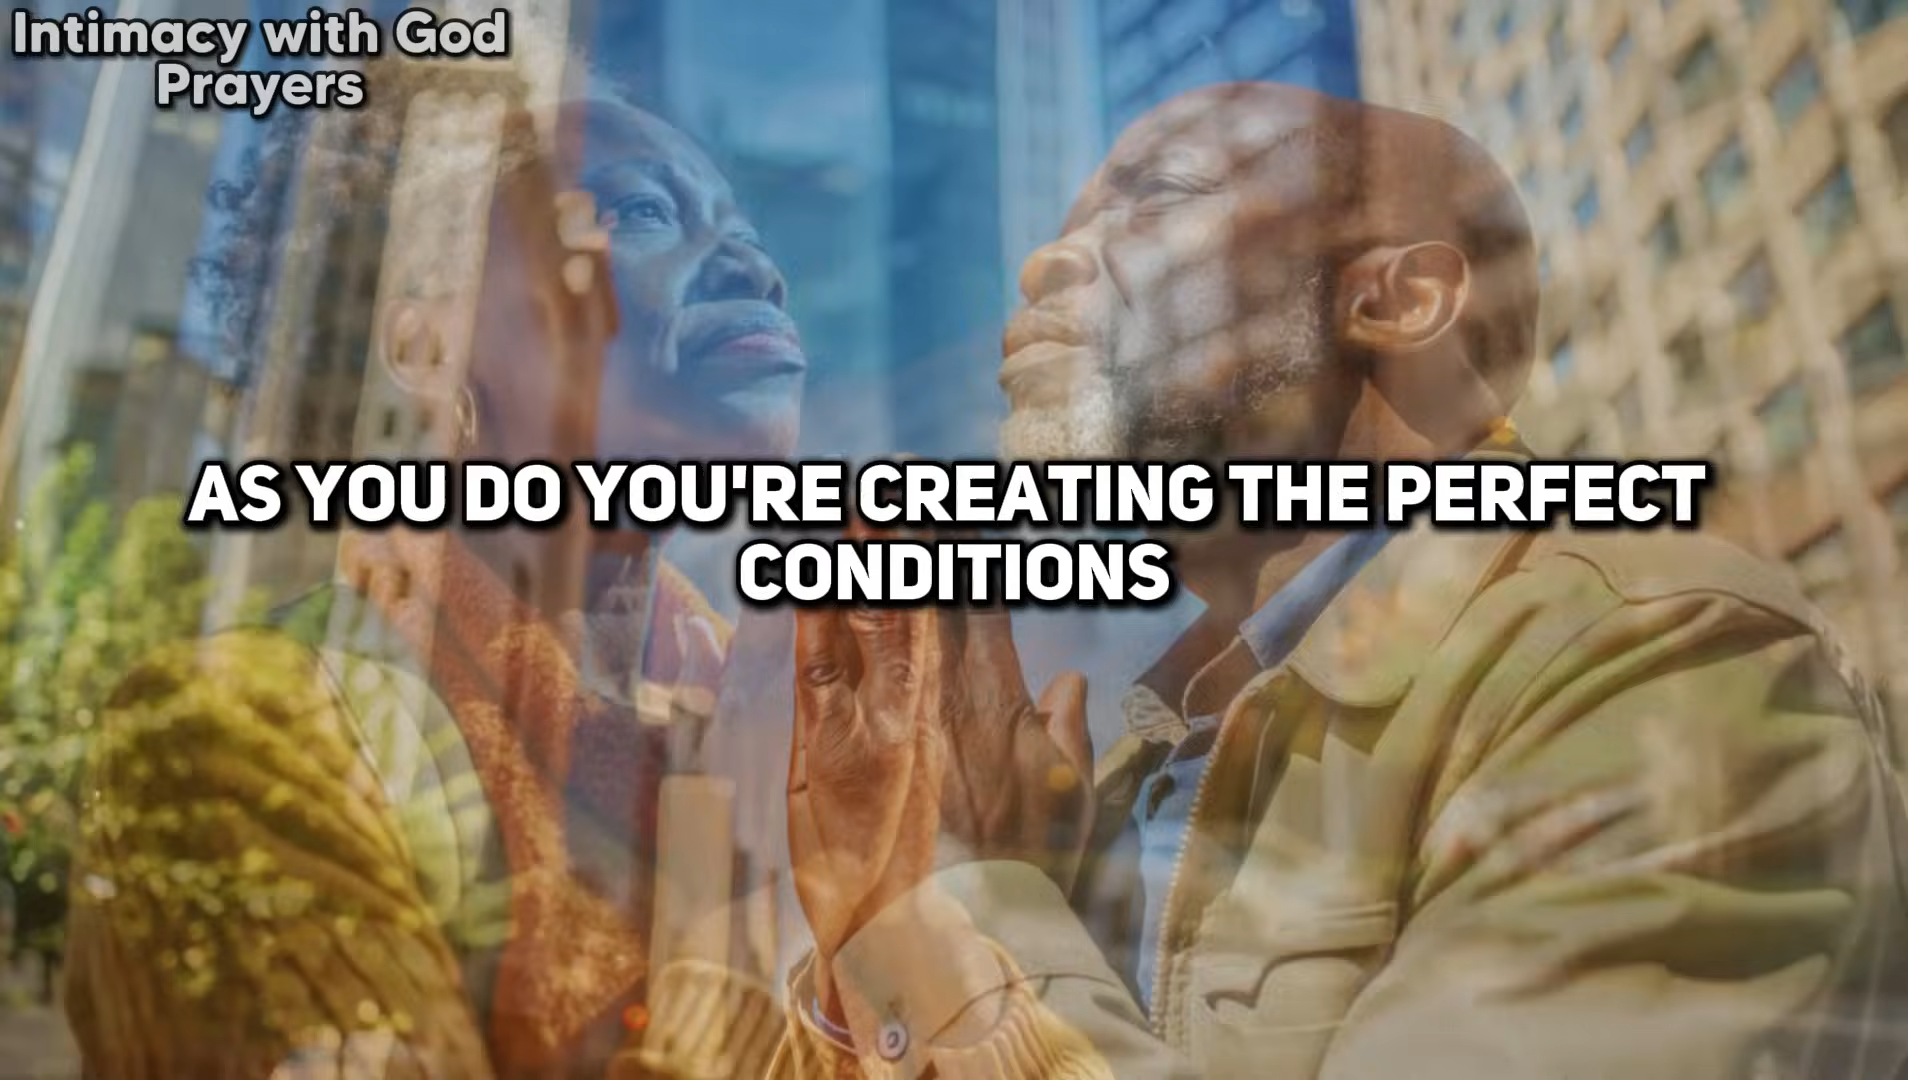 Intimacy with God
Prayers
AS YOU DO YOU'RE CREATING THE PERFECT
CONDITIONS